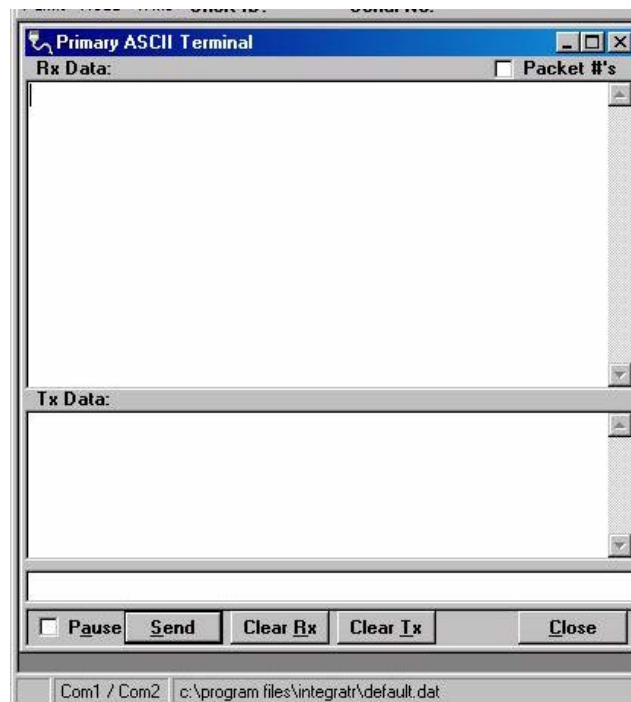 Primary ASCII Terminal
Rx Data: Packet #'s
Tx Data:
Pause Send Clear Rx Clear Tx Close
Com1 / Com2 c:\program files\integratr\default.dat